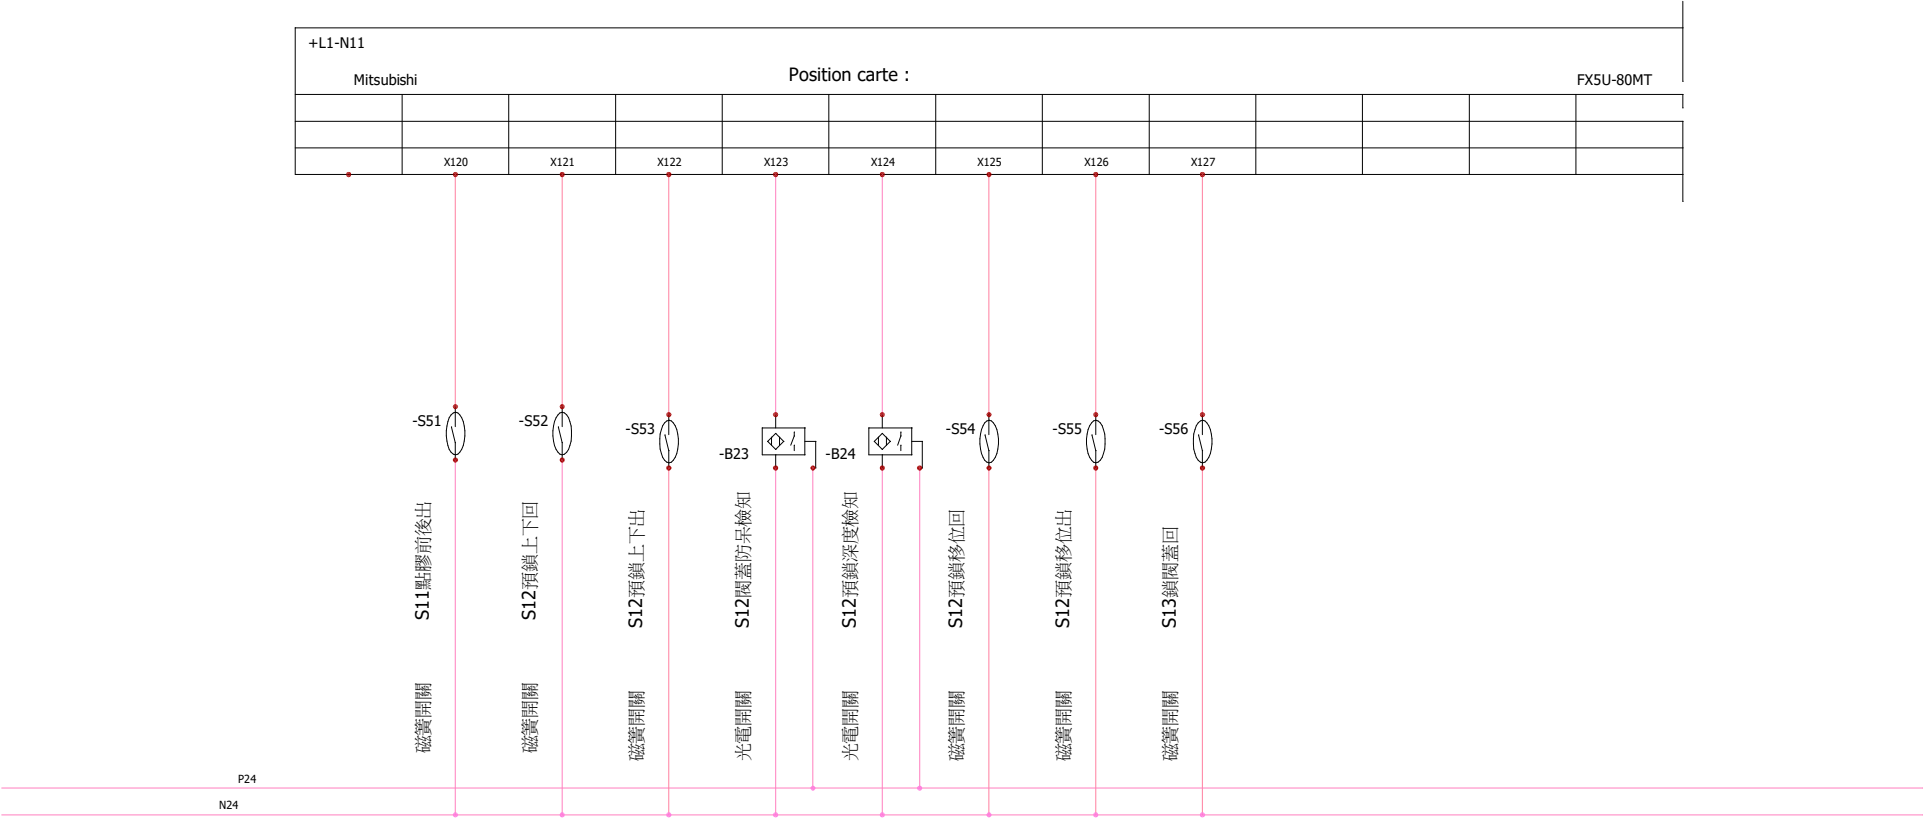 +L1-N11
Mitsubishi
Position carte :
FX5U-80MT
X120
X121
X122
X123
X124
X125
X126
X127
-S51
-S52
-S53
-B23
-B24
-S54
-S55
-S56
S11點膠前後出
S12預鎖上下回
S12預鎖上下出
S12閥蓋防呆檢知
S12預鎖深度檢知
S12預鎖移位回
S12預鎖移位出
S13鎖閥蓋回
磁簧開關
磁簧開關
磁簧開關
光電開關
光電開關
磁簧開關
磁簧開關
磁簧開關
P24
N24